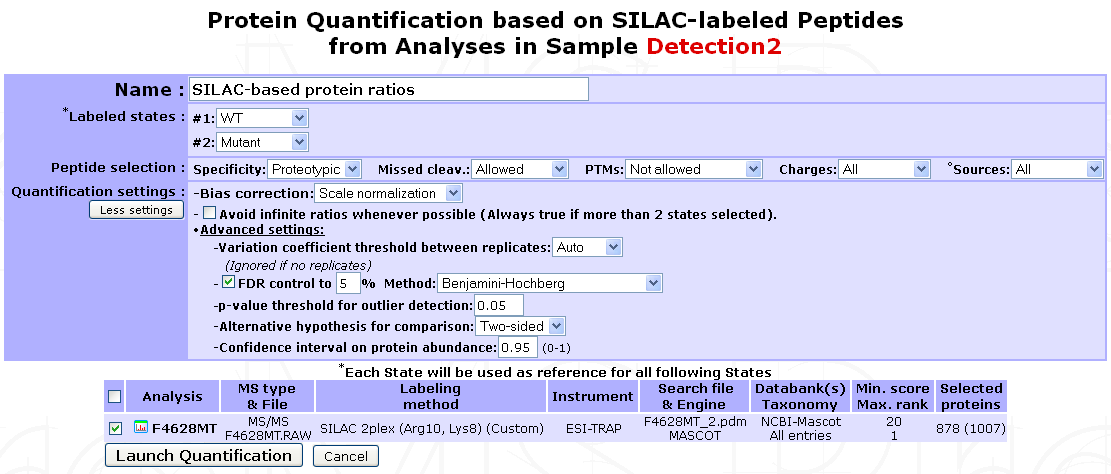 Protein Quantification based on SILAC-labeled Peptides
from Analyses in Sample Detection2
Name : SILAC-based protein ratios
*Labeled states : #1: WT
#2: Mutant
Peptide selection : Specificity: Proteotypic Missed cleav.: Allowed PTMs: Not allowed Charges: All °Sources: All
Quantification settings : -Bias correction: Scale normalization
Less settings - Avoid infinite ratios whenever possible (Always true if more than 2 states selected).
•Advanced settings:
-Variation coefficient threshold between replicates: Auto
(Ignored if no replicates)
- FDR control to 5 % Method: Benjamini-Hochberg
-p-value threshold for outlier detection: 0.05
-Alternative hypothesis for comparison: Two-sided
-Confidence interval on protein abundance: 0.95 (0-1)
*Each State will be used as reference for all following States
Analysis MS type & File Labeling method Instrument Search file & Engine Databank(s) Taxonomy Min. score Max. rank Selected proteins
F4628MT MS/MS F4628MT.RAW SILAC 2plex (Arg10, Lys8) (Custom) ESI-TRAP F4628MT_2.pdm MASCOT NCBI-Mascot All entries 20 1 878 (1007)
Launch Quantification Cancel